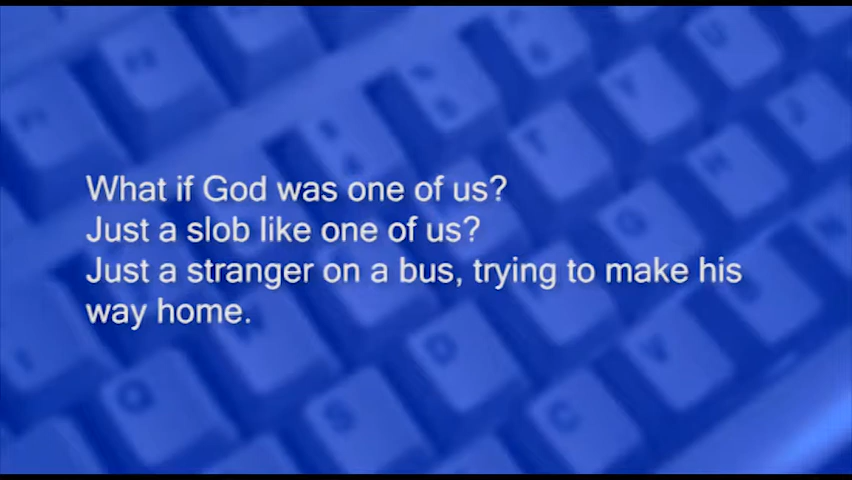 What if God was one of us?
Just a slob like one of us?
Just a stranger on a bus, trying to make his
way home.